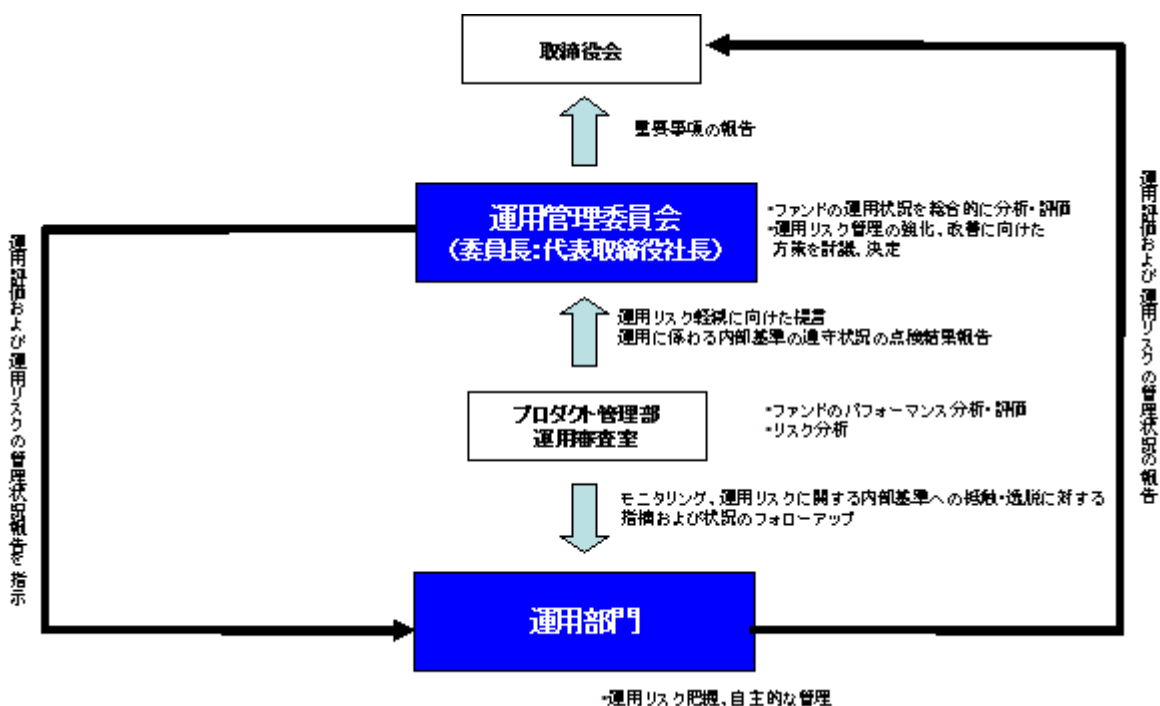 取締役会
重要事項の報告
運用管理委員会
(委員長:代表取締役社長)
・ファンドの運用状況を総合的に分析・評価
・運用リスク管理の強化、改善に向けた
方策を討議、決定
運用リスク軽減に向けた提言
運用に係わる内部基準の遵守状況の点検結果報告
プロダクト管理部
運用審査室
・ファンドのパフォーマンス分析・評価
・リスク分析
モニタリング、運用リスクに関する内部基準への抵触・逸脱に対する
指摘および状況のフォローアップ
運用部門
・運用リスク把握、自主的な管理
運用評価および運用リスクの管理状況報告を指示
運用評価および運用リスクの管理状況の報告